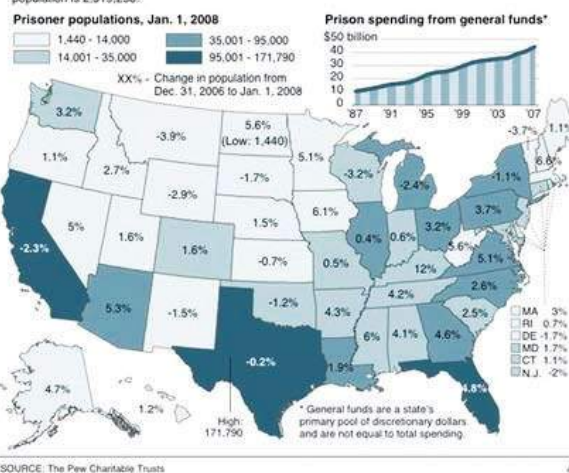 Prisoner populations, Jan. 1, 2008
1,440 - 14,000
14,001 - 35,000
35,001 - 95,000
95,001 - 171,790
XX% - Change in population from
Dec. 31, 2006 to Jan. 1, 2008
Prison spending from general funds*
$50 billion
40
30
20
10
0
'87
'91
'95
'99
'03
'07
3.2%
-3.9%
5.6%
(Low: 1,440)
5.1%
-3.7%
1.1%
6.6%
1.1%
2.7%
-1.7%
-3.2%
-2.4%
-1.1%
-2.9%
6.1%
3.7%
5%
1.6%
1.6%
1.5%
0.4%
0.6%
3.2%
5.6%
5.1%
-2.3%
-0.7%
0.5%
12%
2.6%
5.3%
-1.5%
-1.2%
4.3%
4.2%
2.5%
6%
4.1%
4.6%
-0.2%
1.9%
4.8%
MA 3%
RI 0.7%
DE -1.7%
MD 1.7%
CT 1.1%
N.J. -2%
4.7%
1.2%
High:
171,790
* General funds are a state's
primary pool of discretionary dollars
and are not equal to total spending.
SOURCE: The Pew Charitable Trusts